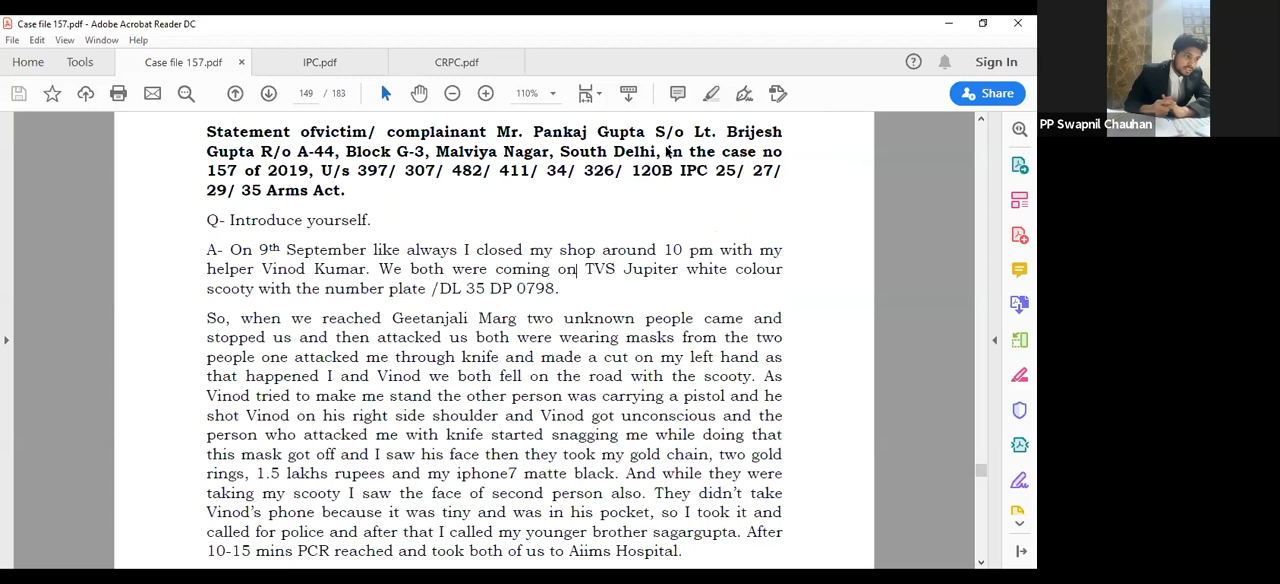 Case file 157.pdf - Adobe Acrobat Reader DC
File Edit View Window Help
Home Tools Case file 157.pdf × IPC.pdf CRPC.pdf Sign In
149 / 183 110% Share
PP Swapnil Chauhan
Statement ofvictim/ complainant Mr. Pankaj Gupta S/o Lt. Brijesh
Gupta R/o A-44, Block G-3, Malviya Nagar, South Delhi, in the case no
157 of 2019, U/s 397/ 307/ 482/ 411/ 34/ 326/ 120B IPC 25/ 27/
29/ 35 Arms Act.
Q- Introduce yourself.
A- On 9th September like always I closed my shop around 10 pm with my
helper Vinod Kumar. We both were coming on TVS Jupiter white colour
scooty with the number plate /DL 35 DP 0798.
So, when we reached Geetanjali Marg two unknown people came and
stopped us and then attacked us both were wearing masks from the two
people one attacked me through knife and made a cut on my left hand as
that happened I and Vinod we both fell on the road with the scooty. As
Vinod tried to make me stand the other person was carrying a pistol and he
shot Vinod on his right side shoulder and Vinod got unconscious and the
person who attacked me with knife started snagging me while doing that
this mask got off and I saw his face then they took my gold chain, two gold
rings, 1.5 lakhs rupees and my iphone7 matte black. And while they were
taking my scooty I saw the face of second person also. They didn't take
Vinod's phone because it was tiny and was in his pocket, so I took it and
called for police and after that I called my younger brother sagargupta. After
10-15 mins PCR reached and took both of us to Aiims Hospital.